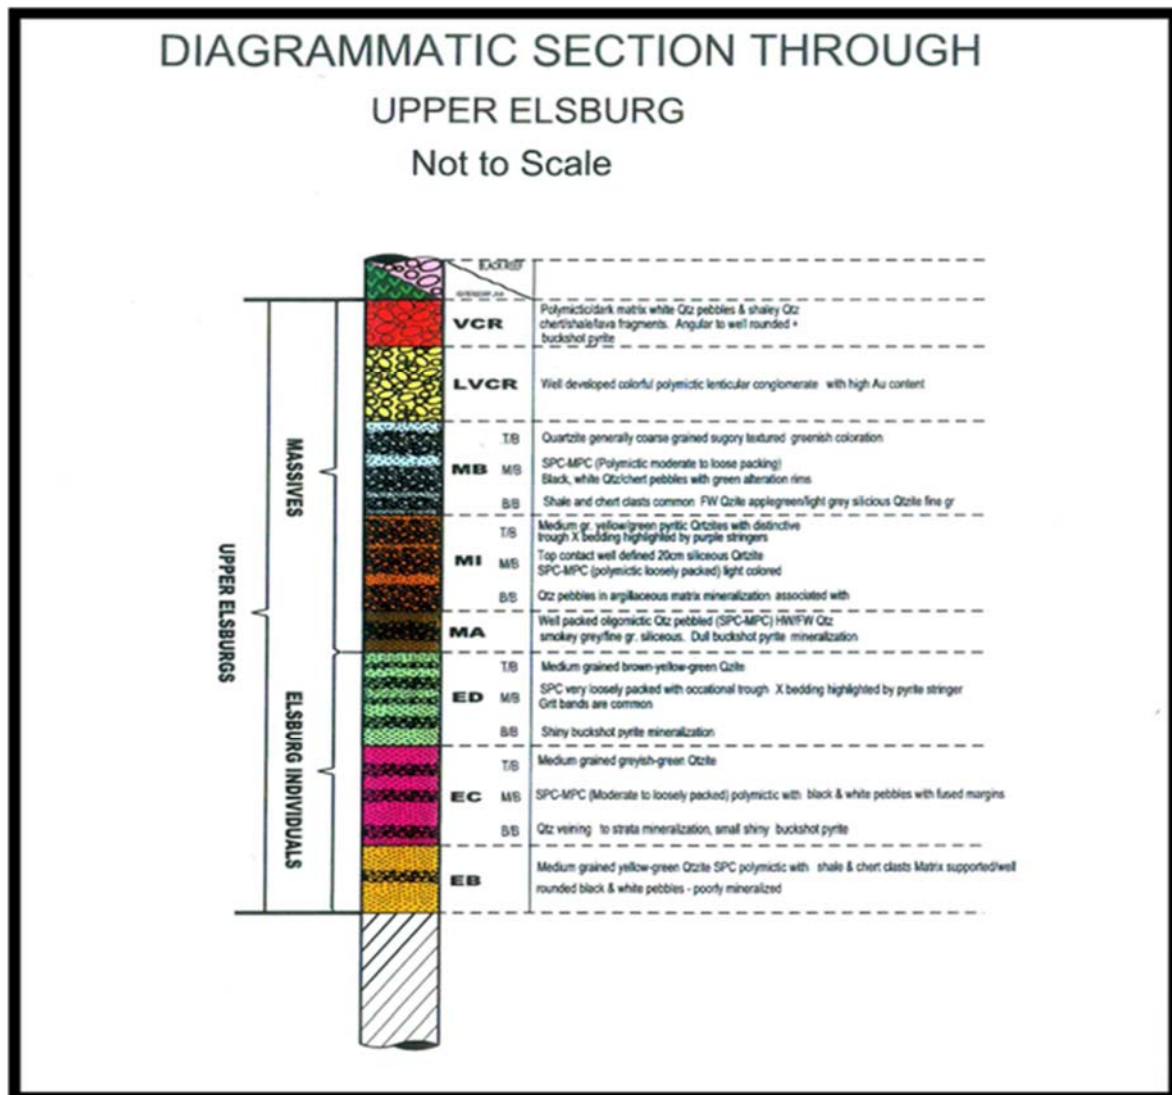 DIAGRAMMATIC SECTION THROUGH
UPPER ELSBURG
Not to Scale
BLACK REEF
UPPER ELSBURGS
MASSIVES
ELSBURG INDIVIDUALS
VCR
Polymictic/dark matrix white Qtz pebbles & shaley Qtz
chert/shale/lava fragments. Angular to well rounded +
buckshot pyrite
LVCR
Well developed colorful polymictic lenticular conglomerate with high Au content
MB
T/B
Quartzite generally coarse grained sugory textured greenish coloration
M/B
SPC-MPC (Polymictic moderate to loose packing)
Black, white Qtz/chert pebbles with green alteration rims
B/B
Shale and chert clasts common FW Qzite applegreen/light grey silicious Qtzite fine gr
MI
T/B
Medium gr. yellow/green pyritic Qrtzites with distinctive
trough X bedding highlighted by purple stringers
M/B
Top contact well defined 20cm siliceous Qrtzite
SPC-MPC (polymictic loosely packed) light colored
B/B
Qtz pebbles in argillaceous matrix mineralization associated with
MA
Well packed oligomictic Qtz pebbled (SPC-MPC) HW/FW Qtz
smokey grey/fine gr. siliceous. Dull buckshot pyrite mineralization
ED
T/B
Medium grained brown-yellow-green Qzite
M/B
SPC very loosely packed with occational trough X bedding highlighted by pyrite stringer
Grit bands are common
B/B
Shiny buckshot pyrite mineralization
EC
T/B
Medium grained greyish-green Qtzite
M/B
SPC-MPC (Moderate to loosely packed) polymictic with black & white pebbles with fused margins
B/B
Qtz veining to strata mineralization, small shiny buckshot pyrite
EB
Medium grained yellow-green Qtzite SPC polymictic with shale & chert clasts Matrix supported/well
rounded black & white pebbles - poorly mineralized